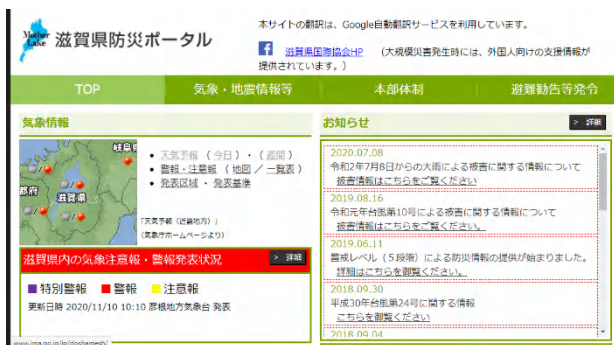 Mother Lake
滋賀県防災ポータル
本サイトの翻訳は、Google自動翻訳サービスを利用しています。
滋賀県国際協会HP (大規模災害発生時には、外国人向けの支援情報が
提供されています。)
TOP
気象・地震情報等
本部体制
避難勧告等発令
気象情報
岐阜県
都府
滋賀県
天気予報 (今日)・(週間)
警報・注意報 (地図 / 一覧表)
発表区域 ・ 発表基準
「天気予報(近畿地方)」
(気象庁ホームページより)
滋賀県内の気象注意報・警報発表状況
> 詳細
特別警報 警報 注意報
更新日時 2020/11/10 10:10 彦根地方気象台 発表
www.jma.go.jp/jp/doshamesh/
お知らせ
> 詳細
2020.07.08
令和2年7月8日からの大雨による被害に関する情報について
被害情報はこちらをご覧ください
2019.08.16
令和元年台風第10号による被害に関する情報について
被害情報はこちらをご覧ください。
2019.06.11
警戒レベル(5段階)による防災情報の提供が始まりました。
詳細はこちらを御覧ください。
2018.09.30
平成30年台風第24号に関する情報
こちらを御覧ください
2018.09.04